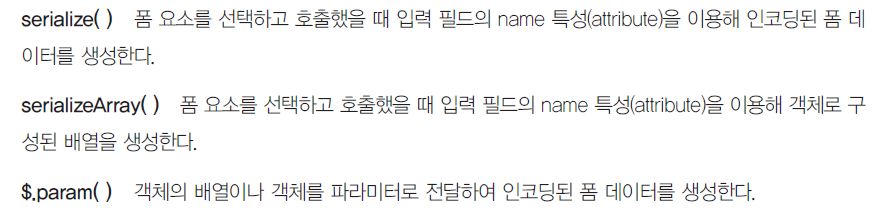 serialize( ) 폼 요소를 선택하고 호출했을 때 입력 필드의 name 특성(attribute)을 이용해 인코딩된 폼 데
이터를 생성한다.
serializeArray( ) 폼 요소를 선택하고 호출했을 때 입력 필드의 name 특성(attribute)을 이용해 객체로 구
성된 배열을 생성한다.
$.param( ) 객체의 배열이나 객체를 파라미터로 전달하여 인코딩된 폼 데이터를 생성한다.